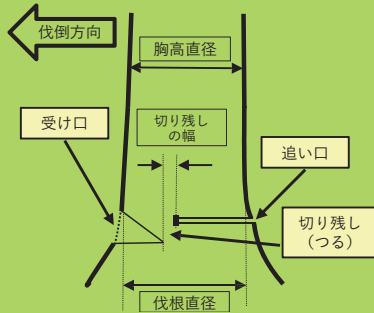 伐倒方向
胸高直径
受け口
切り残し
の幅
追い口
切り残し
（つる）
伐根直径